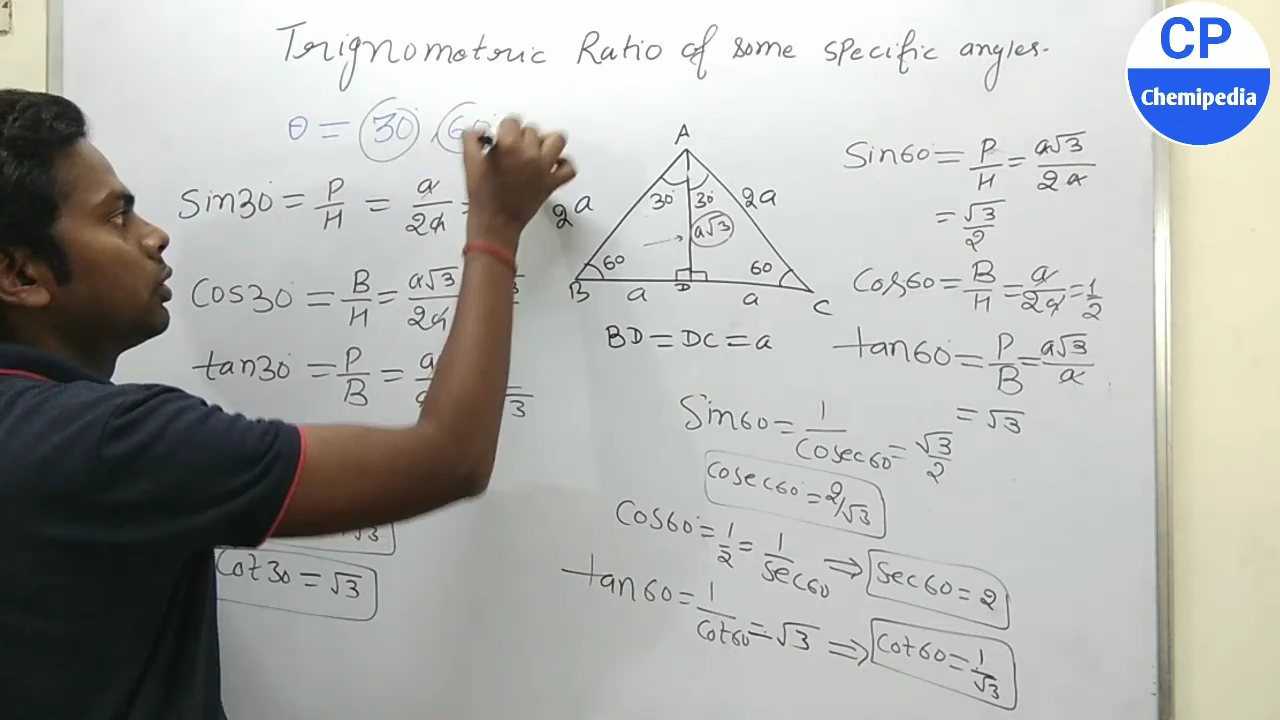 Trignometric Ratio of some specific angles.
CP
Chemipedia
θ = 30°, 60°
Sin30° = P/H = a/2a =
Cos30 = B/H = a√3/2a
tan30° = P/B =
Cot30 = √3
A
30° 30°
2a 2a
a√3
60 60
B a D a C
BD = DC = a
Sin60 = P/H = a√3/2a
= √3/2
Cos60 = B/H = a/2a = 1/2
tan60 = P/B = a√3/a
= √3
Sin60 = 1/Cosec60 = √3/2
Cosec60 = 2/√3
Cos60 = 1/2 = 1/Sec60 ⇒ Sec60 = 2
tan60 = 1/Cot60 = √3 ⇒ Cot60 = 1/√3